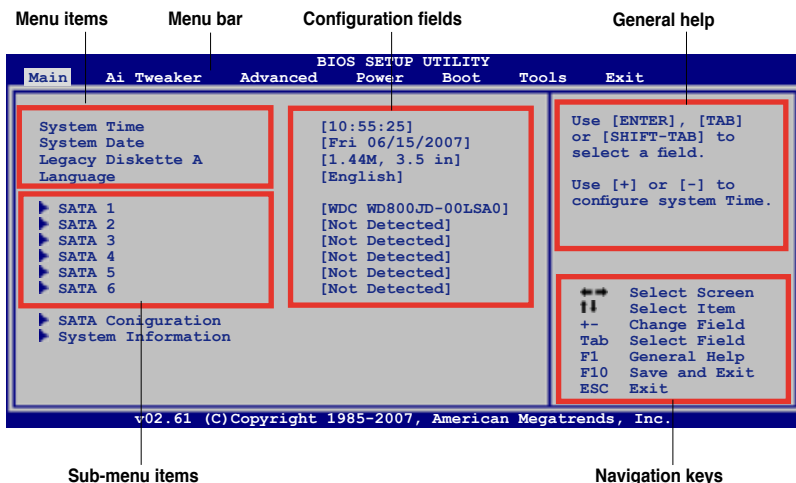 Menu items Menu bar Configuration fields General help
BIOS SETUP UTILITY
Main Ai Tweaker Advanced Power Boot Tools Exit
System Time [10:55:25]
System Date [Fri 06/15/2007]
Legacy Diskette A [1.44M, 3.5 in]
Language [English]
SATA 1 [WDC WD800JD-00LSA0]
SATA 2 [Not Detected]
SATA 3 [Not Detected]
SATA 4 [Not Detected]
SATA 5 [Not Detected]
SATA 6 [Not Detected]
SATA Coniguration
System Information
Use [ENTER], [TAB]
or [SHIFT-TAB] to
select a field.
Use [+] or [-] to
configure system Time.
Select Screen
Select Item
+- Change Field
Tab Select Field
F1 General Help
F10 Save and Exit
ESC Exit
v02.61 (C)Copyright 1985-2007, American Megatrends, Inc.
Sub-menu items Navigation keys